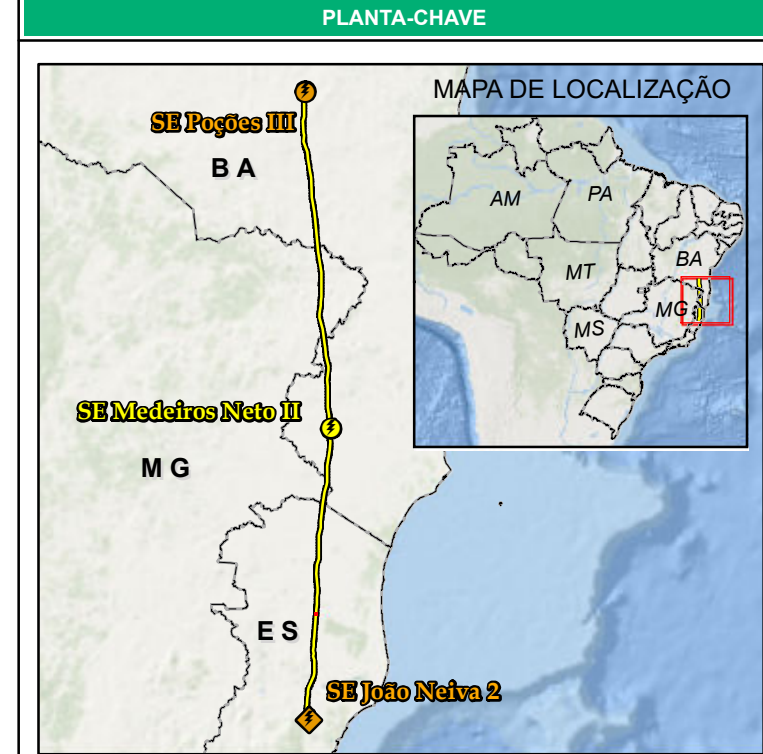 PLANTA-CHAVE
MAPA DE LOCALIZAÇÃO
SE Poções III
B A
AM
PA
BA
MT
MG
MS
SE Medeiros Neto II
M G
E S
SE João Neiva 2